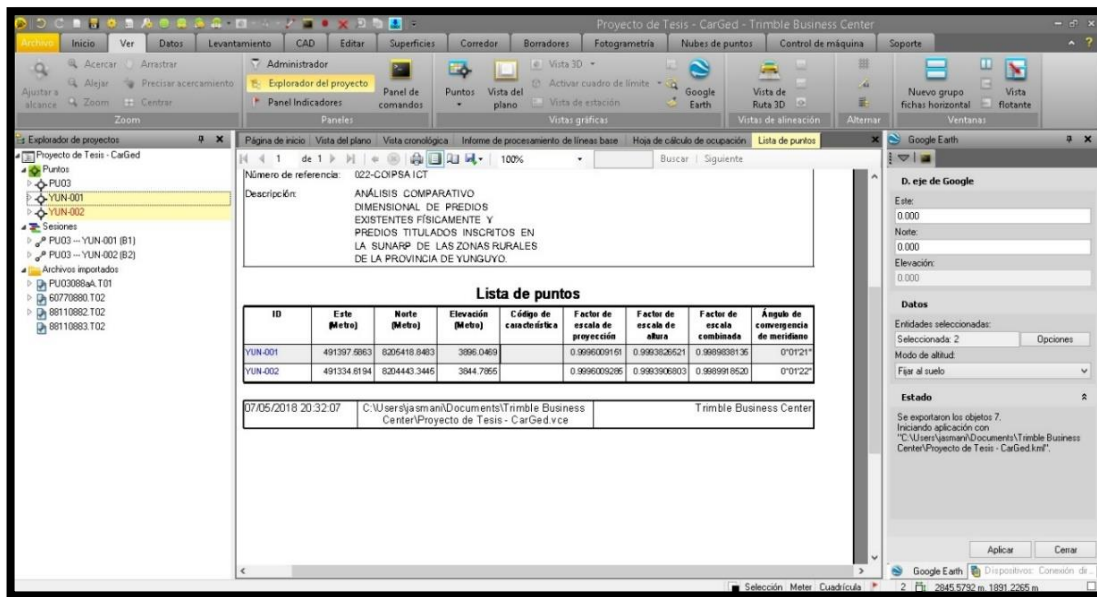 Proyecto de Tesis - CarGed - Trimble Business Center
Archivo Inicio Ver Datos Levantamiento CAD Editar Superficies Corredor Borradores Fotogrametría Nubes de puntos Control de máquina Soporte
Acercar Arrastrar
Alejar Precisar acercamiento
Zoom Centrar
Ajustar a alcance
Zoom
Administrador
Explorador del proyecto
Panel Indicadores
Panel de comandos
Paneles
Puntos
Vista del plano
Vista 3D
Activar cuadro de límite
Vista de estación
Google Earth
Vistas gráficas
Vista de Ruta 3D
Vistas de alineación
Alternar
Nuevo grupo fichas horizontal
Vista flotante
Ventanas
Explorador de proyectos
Proyecto de Tesis - CarGed
Puntos
PU03
YUN-001
YUN-002
Sesiones
PU03 --- YUN-001 (B1)
PU03 --- YUN-002 (B2)
Archivos importados
PU03088aA.T01
60770880.T02
88110882.T02
88110883.T02
Página de inicio Vista del plano Vista cronológica Informe de procesamiento de líneas base Hoja de cálculo de ocupación Lista de puntos
1 de 1 100% Buscar Siguiente
Número de referencia: 022-COIPSA ICT
Descripción: ANÁLISIS COMPARATIVO
DIMENSIONAL DE PREDIOS
EXISTENTES FÍSICAMENTE Y
PREDIOS TITULADOS INSCRITOS EN
LA SUNARP DE LAS ZONAS RURALES
DE LA PROVINCIA DE YUNGUYO.
Lista de puntos
ID Este (Metro) Norte (Metro) Elevación (Metro) Código de característica Factor de escala de proyección Factor de escala de altura Factor de escala combinada Ángulo de convergencia de meridiano
YUN-001 491397.5863 8205418.8483 3896.0469 0.9996009151 0.9993826521 0.9989838135 0°01'21"
YUN-002 491334.6194 8204443.3445 3844.7855 0.9996009285 0.9993906803 0.9989918520 0°01'22"
07/05/2018 20:32:07 C:\Users\jasmani\Documents\Trimble Business Trimble Business Center
Center\Proyecto de Tesis - CarGed.vce
Google Earth
D. eje de Google
Este:
0.000
Norte:
0.000
Elevación:
0.000
Datos
Entidades seleccionadas:
Seleccionada: 2 Opciones
Modo de altitud:
Fijar al suelo
Estado
Se exportaron los objetos 7.
Iniciando aplicación con
"C:\Users\jasmani\Documents\Trimble Business
Center\Proyecto de Tesis - CarGed.kml".
Aplicar Cerrar
Google Earth Dispositivos: Conexión dir...
Selección Meter Cuadrícula 2 2845.5792 m, 1891.2265 m